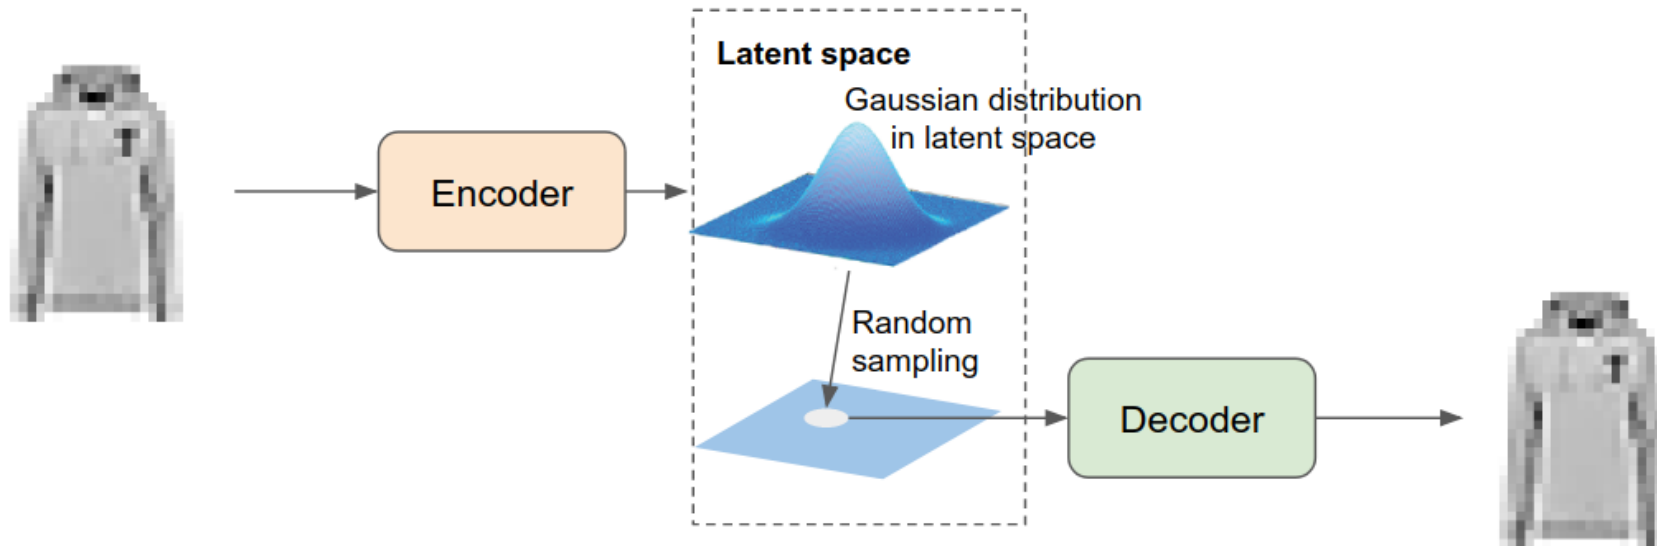 Latent space
Gaussian distribution
in latent space
Encoder
Random
sampling
Decoder